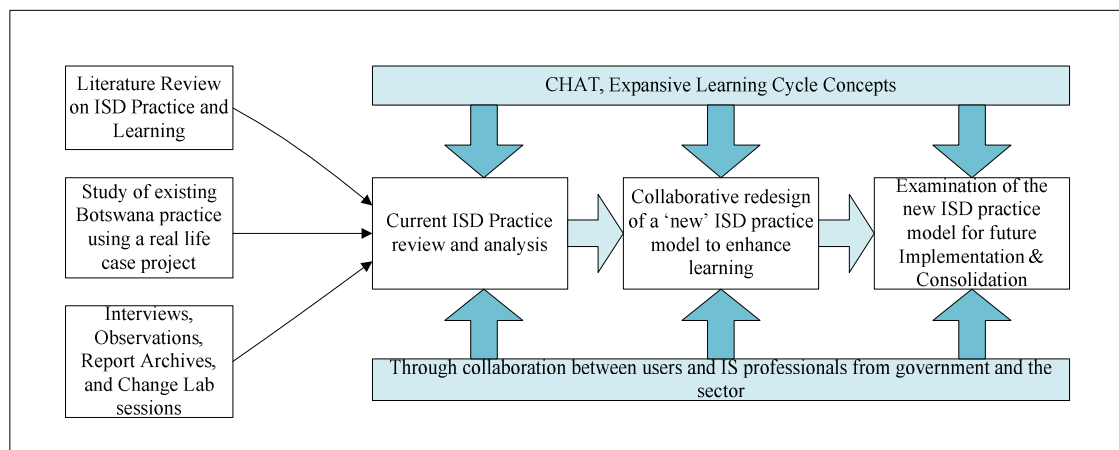 Literature Review
on ISD Practice and
Learning
Study of existing
Botswana practice
using a real life
case project
Interviews,
Observations,
Report Archives,
and Change Lab
sessions
CHAT, Expansive Learning Cycle Concepts
Current ISD Practice
review and analysis
Collaborative redesign
of a ‘new’ ISD practice
model to enhance
learning
Examination of the
new ISD practice
model for future
Implementation &
Consolidation
Through collaboration between users and IS professionals from government and the
sector